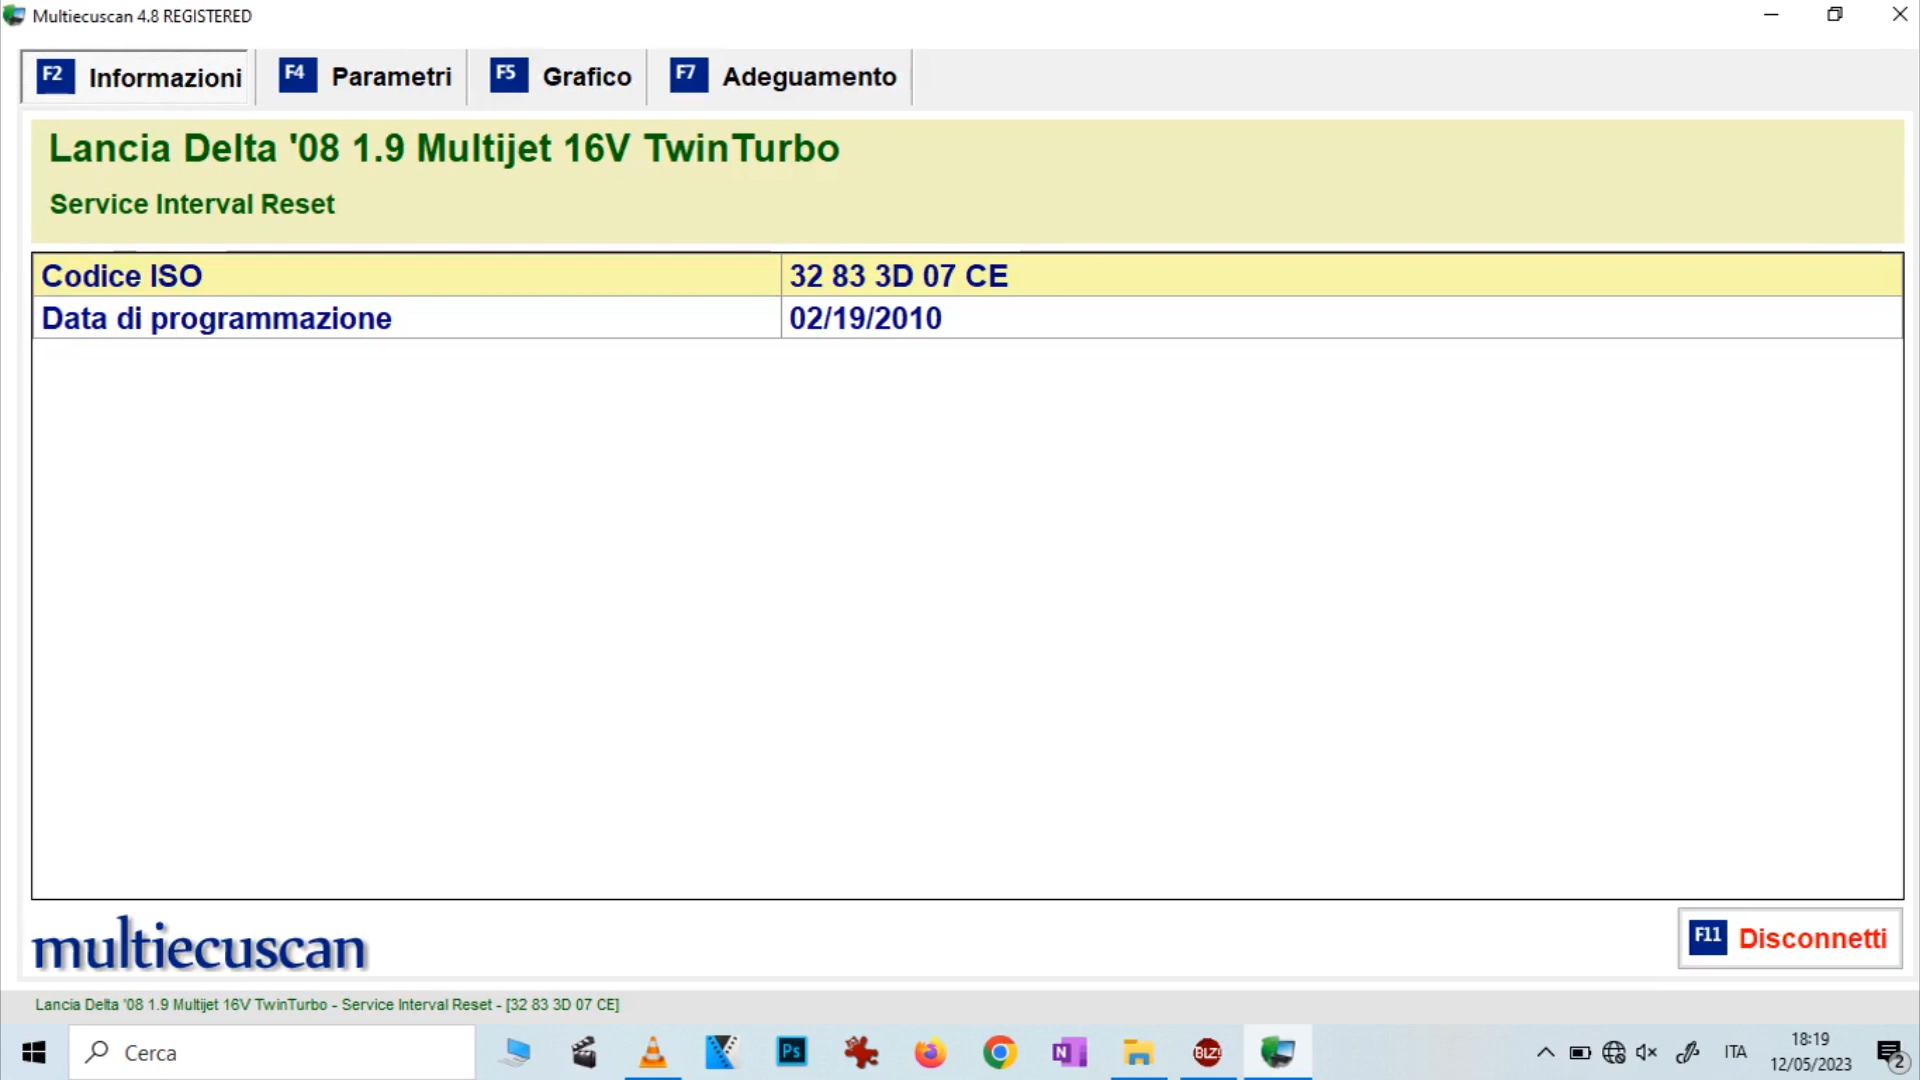 Multiecuscan 4.8 REGISTERED
F2 Informazioni F4 Parametri F5 Grafico F7 Adeguamento
Lancia Delta '08 1.9 Multijet 16V TwinTurbo
Service Interval Reset
Codice ISO 32 83 3D 07 CE
Data di programmazione 02/19/2010
multiecuscan
F11 Disconnetti
Lancia Delta '08 1.9 Multijet 16V TwinTurbo - Service Interval Reset - [32 83 3D 07 CE]
Cerca
Ps
N
BLZ!
ITA
18:19
12/05/2023
2